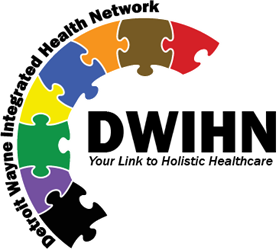 Detroit Wayne Integrated Health Network
DWIHN
Your Link to Holistic Healthcare